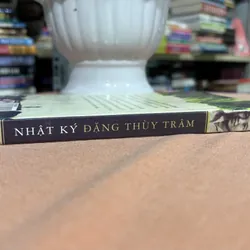 NHẬT KÝ ĐẶNG THÙY TRÂM